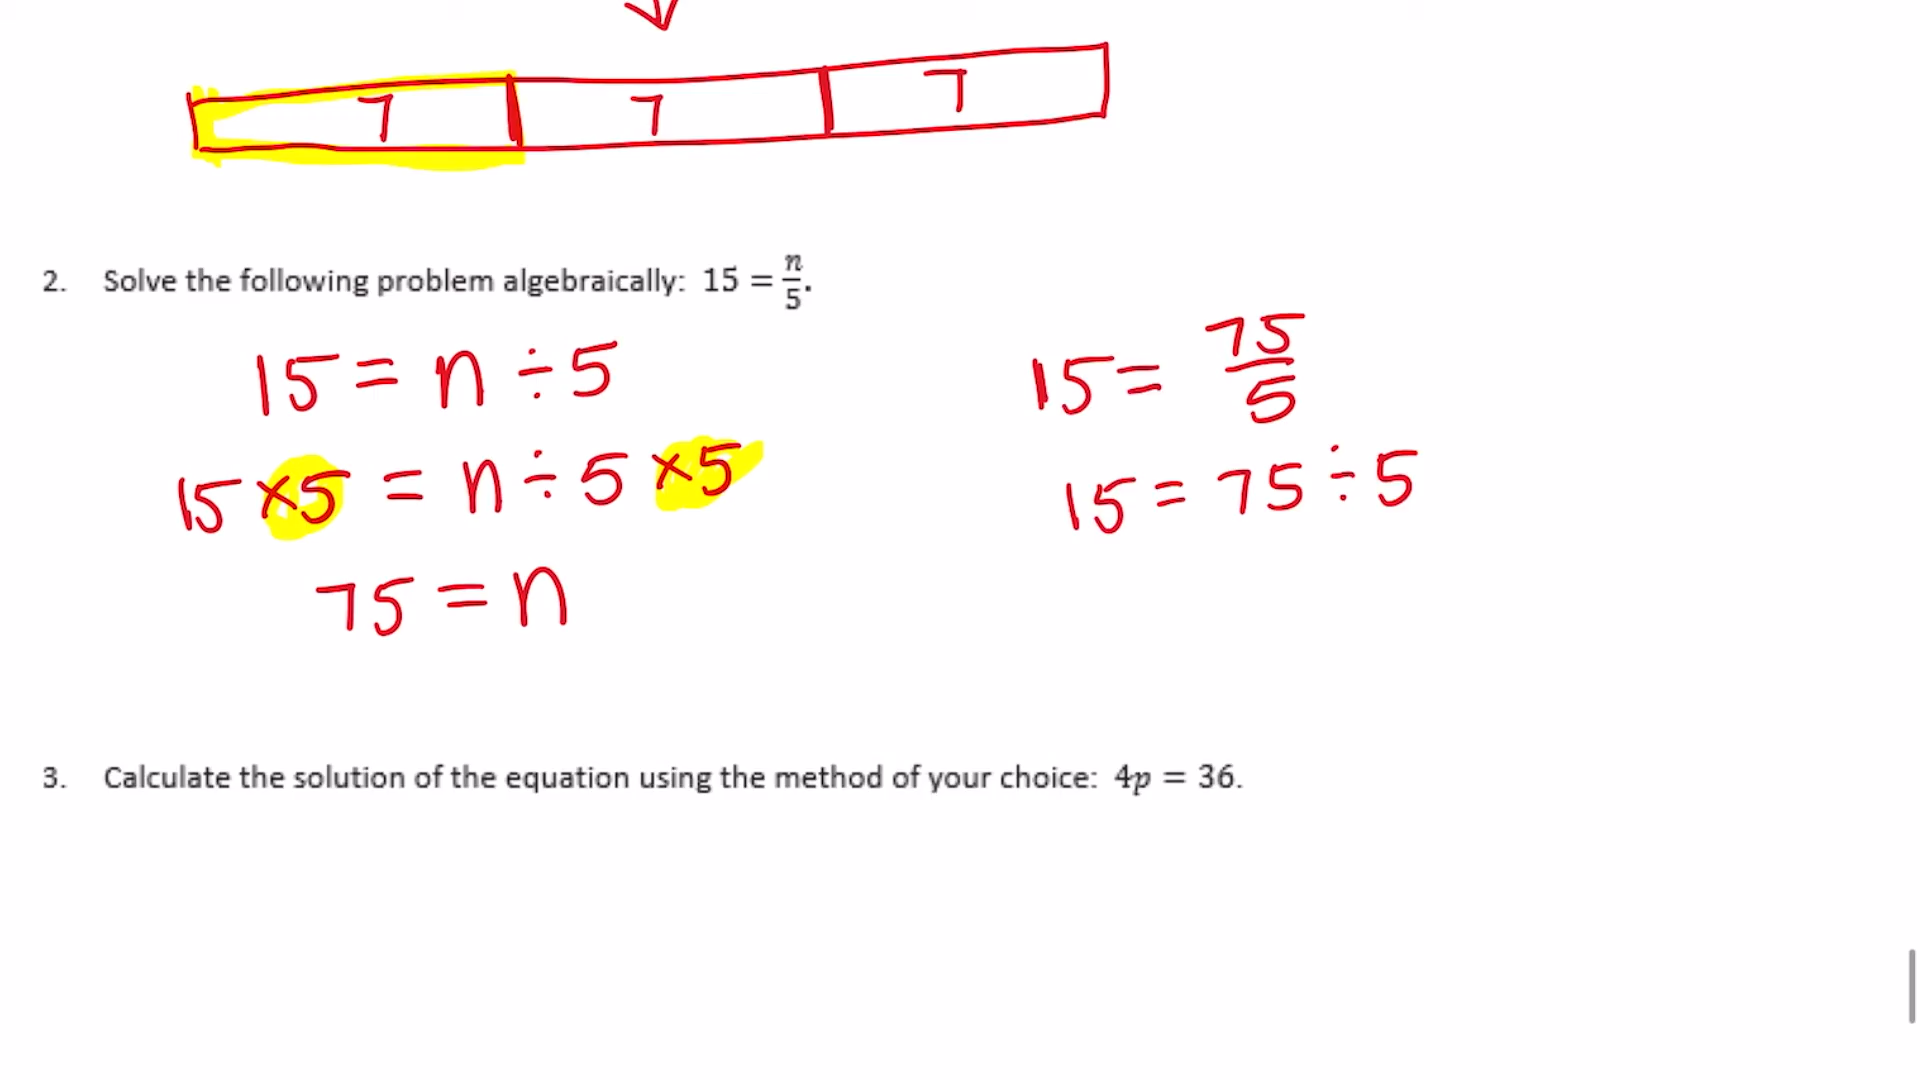 7 7 7
2. Solve the following problem algebraically: 15 = n/5.
15 = n ÷ 5
15 = 75/5
15 ×5 = n ÷ 5 ×5
15 = 75 ÷ 5
75 = n
3. Calculate the solution of the equation using the method of your choice: 4p = 36.